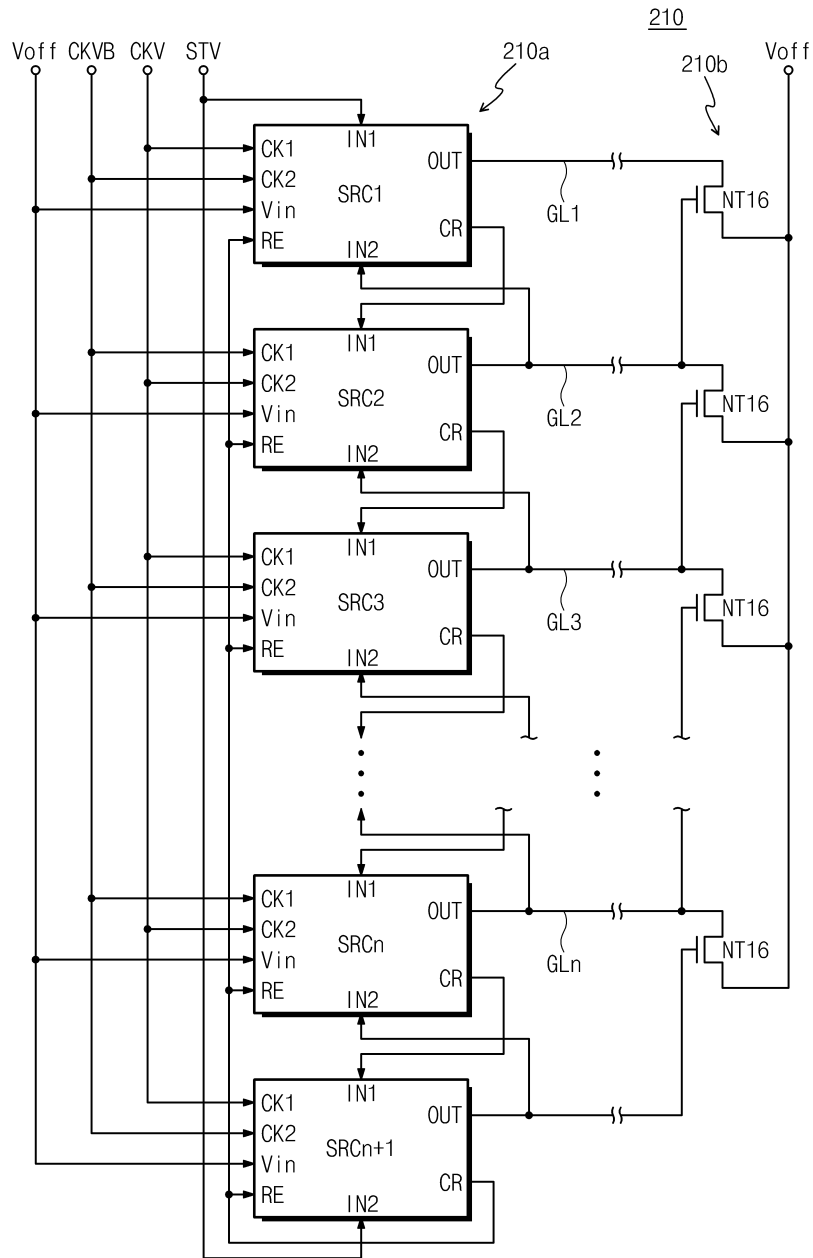 210
Voff CKVB CKV STV 210a 210b Voff
IN1
CK1 OUT
CK2 SRC1 NT16
Vin GL1
RE CR
IN2
IN1
CK1 OUT
CK2 SRC2 NT16
Vin GL2
RE CR
IN2
IN1
CK1 OUT
CK2 SRC3 NT16
Vin GL3
RE CR
IN2
IN1
CK1 OUT
CK2 SRCn NT16
Vin GLn
RE CR
IN2
IN1
CK1 OUT
CK2 SRCn+1
Vin
RE CR
IN2